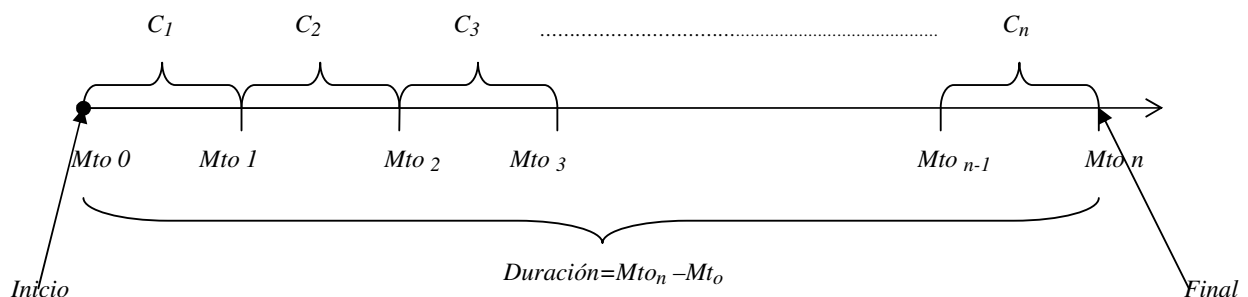 C1 C2 C3 ........................................................................ Cn
Mto 0 Mto 1 Mto 2 Mto 3 Mto n-1 Mto n
Duración=Mton –Mto
Inicio Final